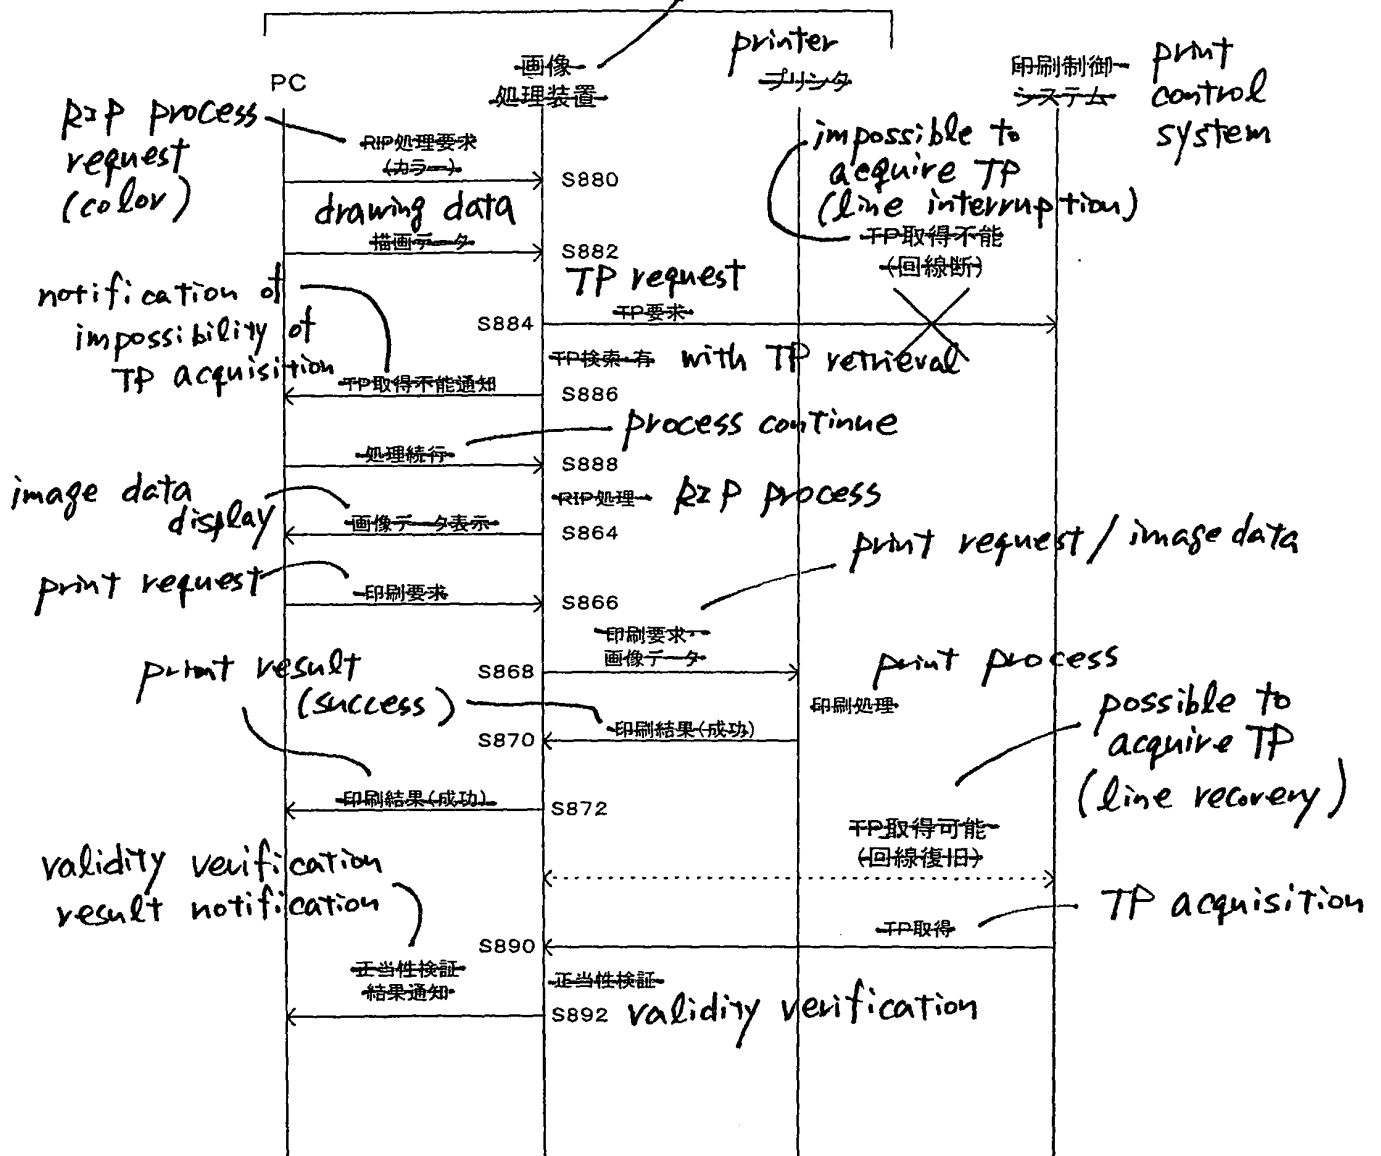 printer
PC
画像
処理装置
プリンタ
印刷制御
システム
print
control
system
RIP process
request
(color)
RIP処理要求
(カラー)
S880
impossible to
acquire TP
(line interruption)
drawing data
描画データ
S882
TP取得不能
(回線断)
notification of
impossibility of
TP acquisition
TP request
S884
TP要求
TP検索・有
with TP retrieval
TP取得不能通知
S886
process continue
処理続行
S888
image data
display
RIP処理
RIP process
画像データ表示
S864
print request/image data
print request
印刷要求
S866
印刷要求・
画像データ
S868
print result
(success)
print process
印刷処理
S870
印刷結果(成功)
possible to
acquire TP
(line recovery)
印刷結果(成功)
S872
TP取得可能
(回線復旧)
validity verification
result notification
TP acquisition
TP取得
S890
正当性検証
結果通知
正当性検証
S892
validity verification